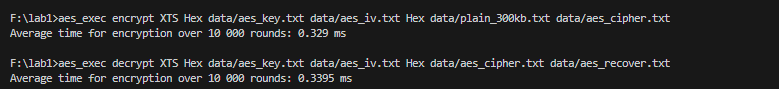 F:\lab1>aes_exec encrypt XTS Hex data/aes_key.txt data/aes_iv.txt Hex data/plain_300kb.txt data/aes_cipher.txt
Average time for encryption over 10 000 rounds: 0.329 ms
F:\lab1>aes_exec decrypt XTS Hex data/aes_key.txt data/aes_iv.txt Hex data/aes_cipher.txt data/aes_recover.txt
Average time for encryption over 10 000 rounds: 0.3395 ms